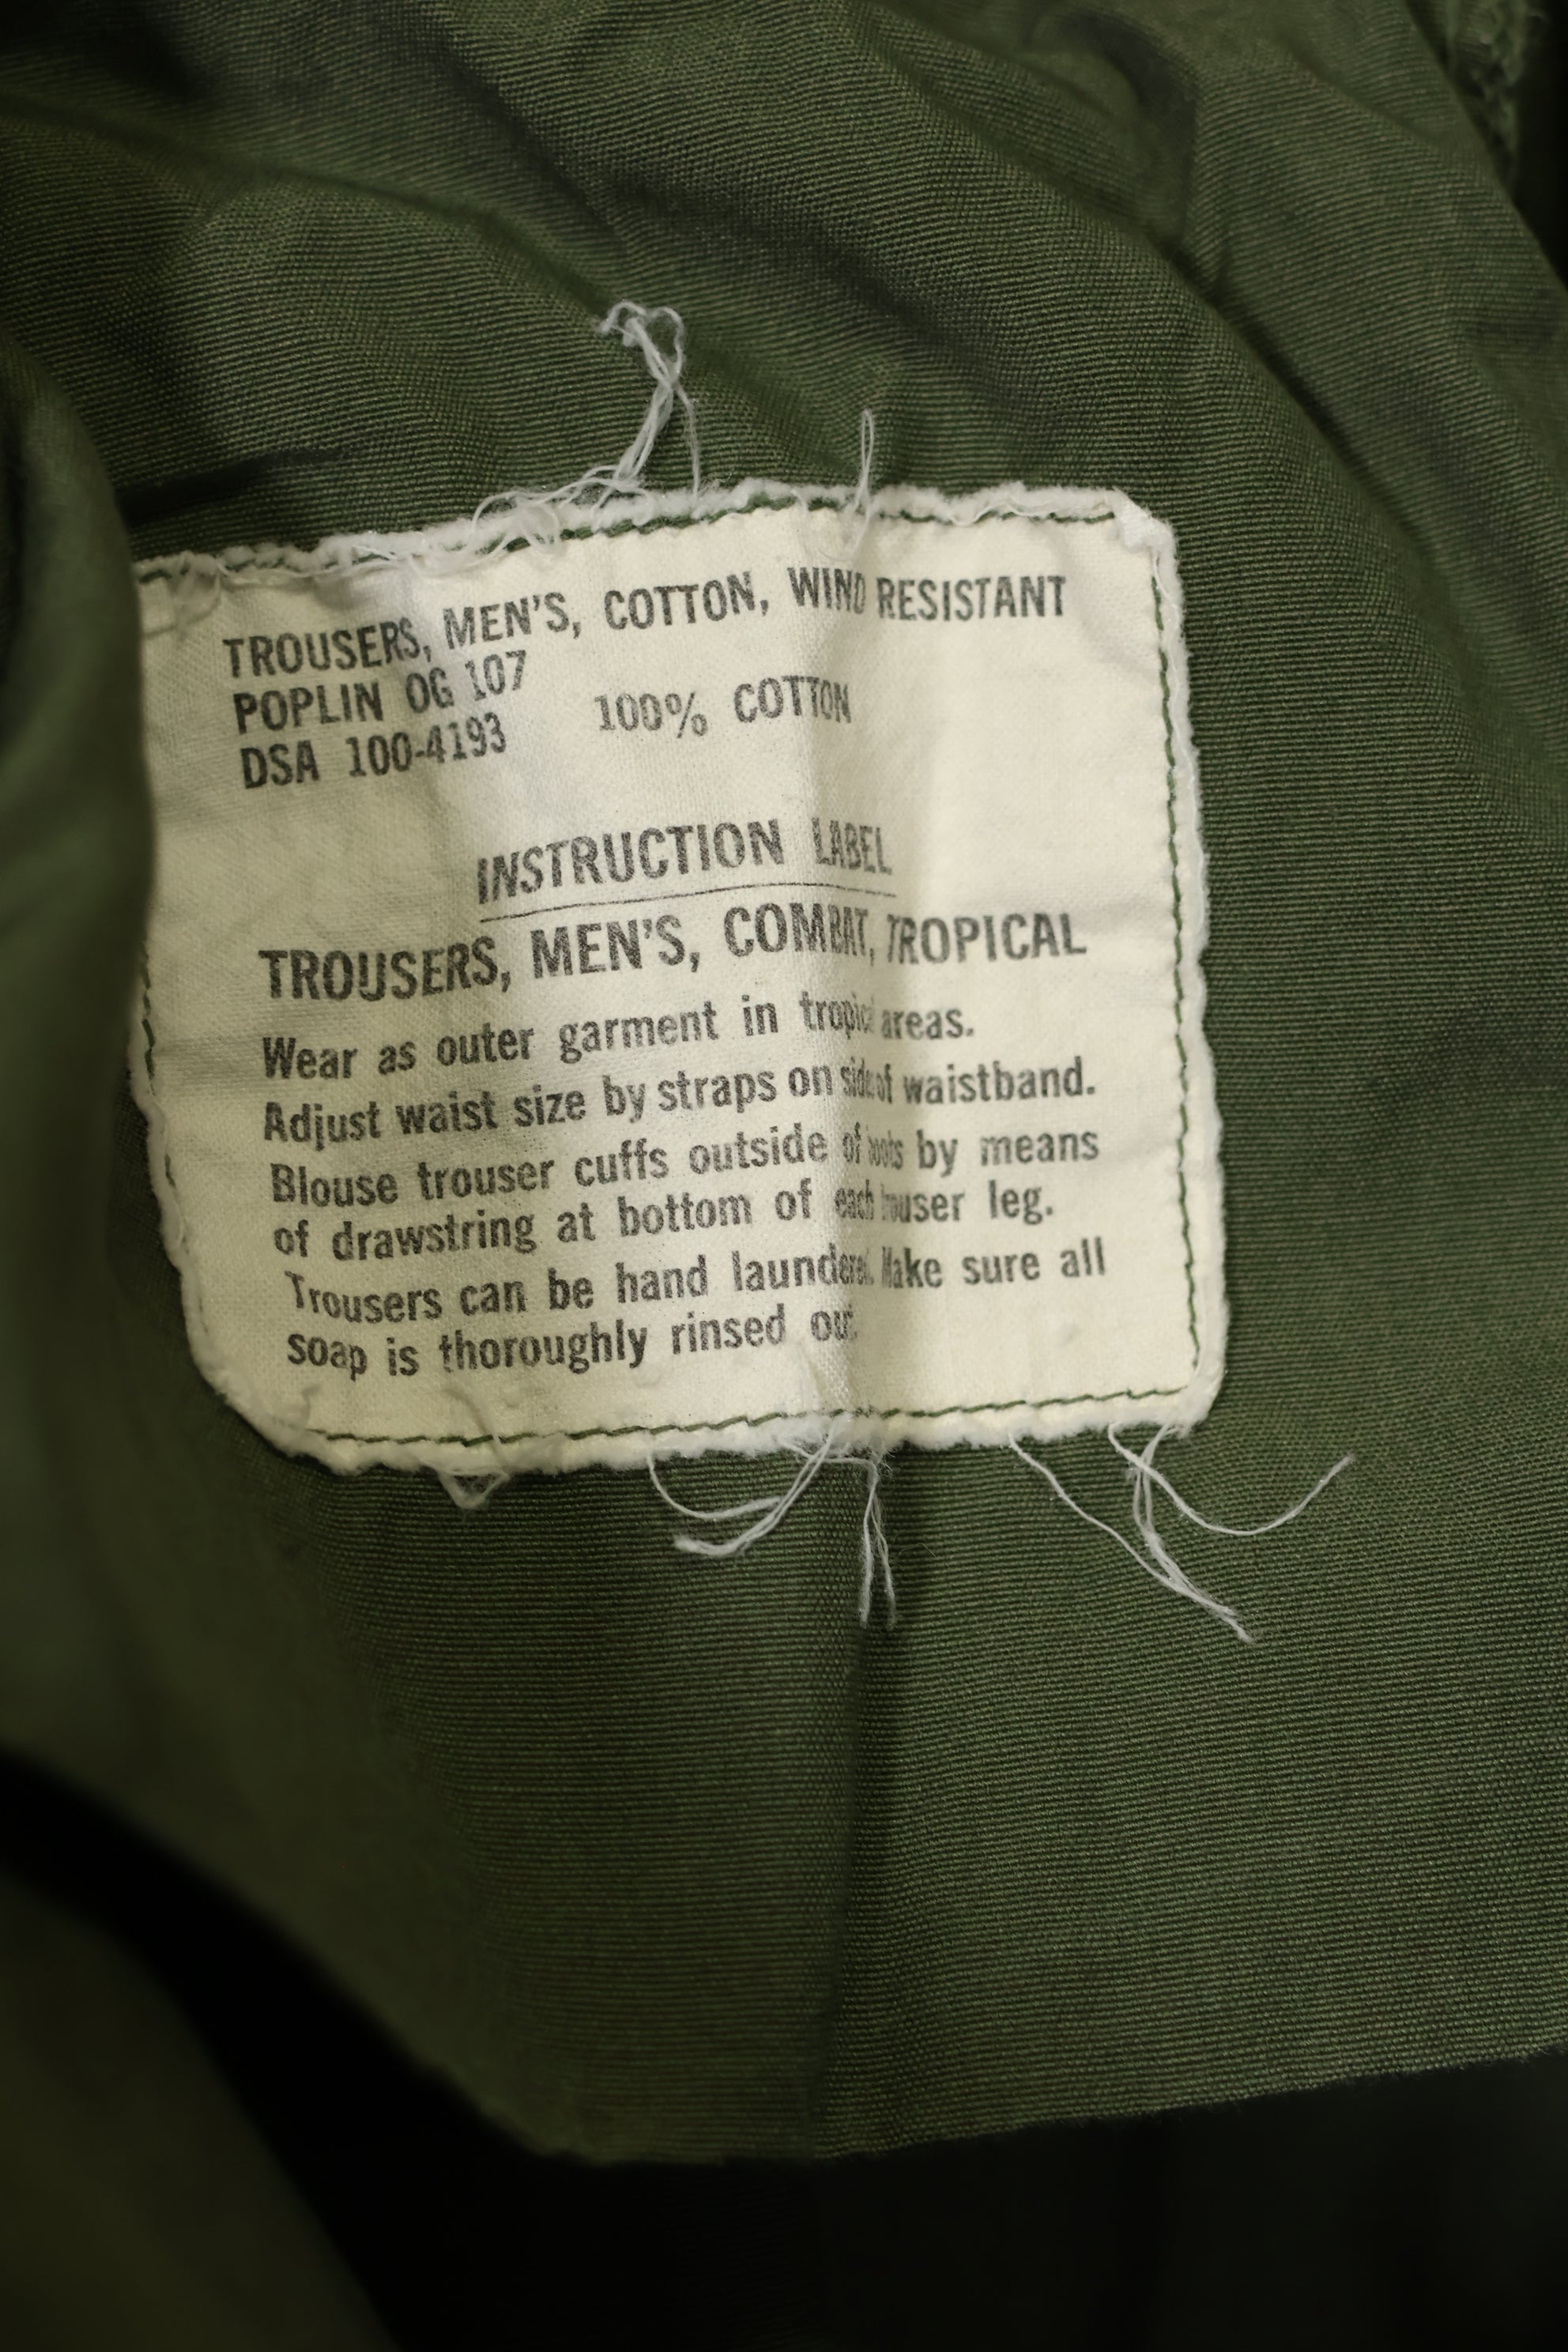 TROUSERS, MEN'S, COTTON, WIND RESISTANT
POPLIN OG 107
DSA 100-4193 100% COTTON
INSTRUCTION LABEL
TROUSERS, MEN'S, COMBAT, TROPICAL
Wear as outer garment in tropical areas.
Adjust waist size by straps on side of waistband.
Blouse trouser cuffs outside of boots by means
of drawstring at bottom of each trouser leg.
Trousers can be hand laundered. Make sure all
soap is thoroughly rinsed out.